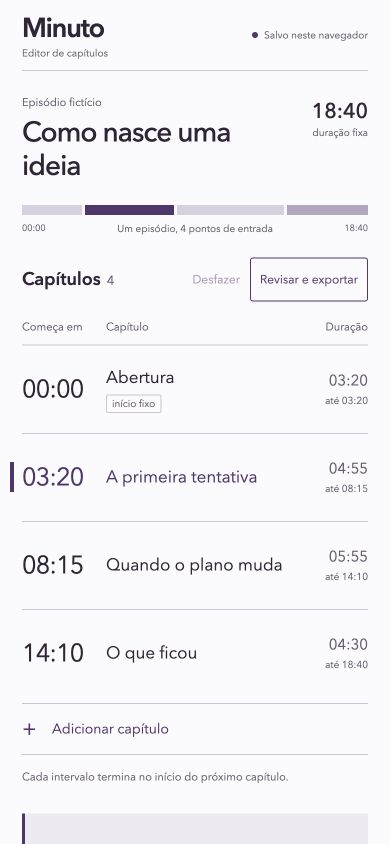 Minuto
Editor de capítulos
Salvo neste navegador
Episódio fictício
Como nasce uma
ideia
18:40
duração fixa
00:00
Um episódio, 4 pontos de entrada
18:40
Capítulos 4
Desfazer
Revisar e exportar
Começa em
Capítulo
Duração
00:00
Abertura
início fixo
03:20
até 03:20
03:20
A primeira tentativa
04:55
até 08:15
08:15
Quando o plano muda
05:55
até 14:10
14:10
O que ficou
04:30
até 18:40
+ Adicionar capítulo
Cada intervalo termina no início do próximo capítulo.